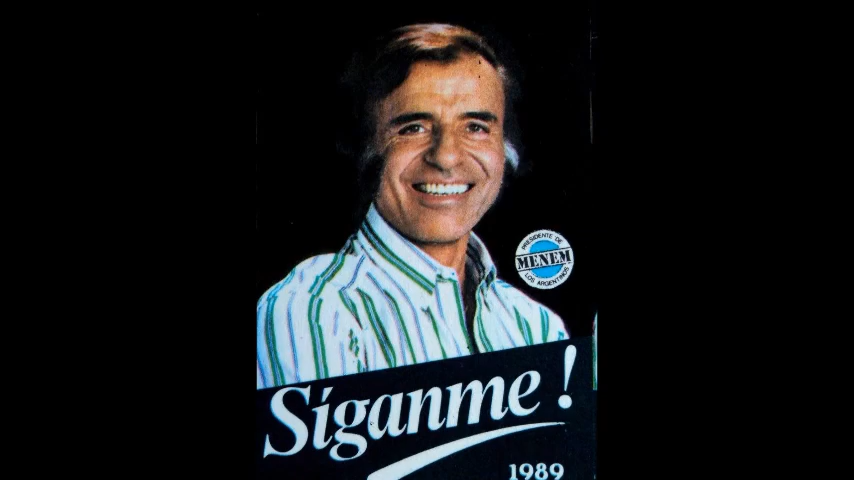 PRESIDENTE DE
MENEM
LOS ARGENTINOS
Síganme !
1989